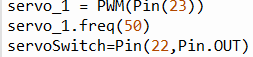 servo_1 = PWM(Pin(23))
servo_1.freq(50)
servoSwitch=Pin(22,Pin.OUT)